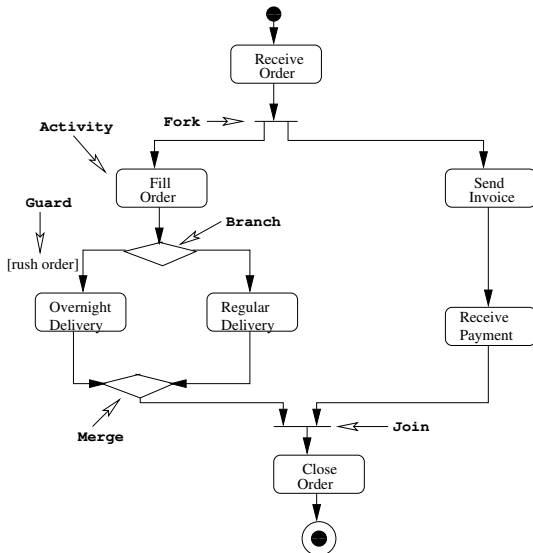 Receive
Order
Fork
Activity
Fill
Order
Send
Invoice
Guard
Branch
[rush order]
Overnight
Delivery
Regular
Delivery
Receive
Payment
Merge
Join
Close
Order